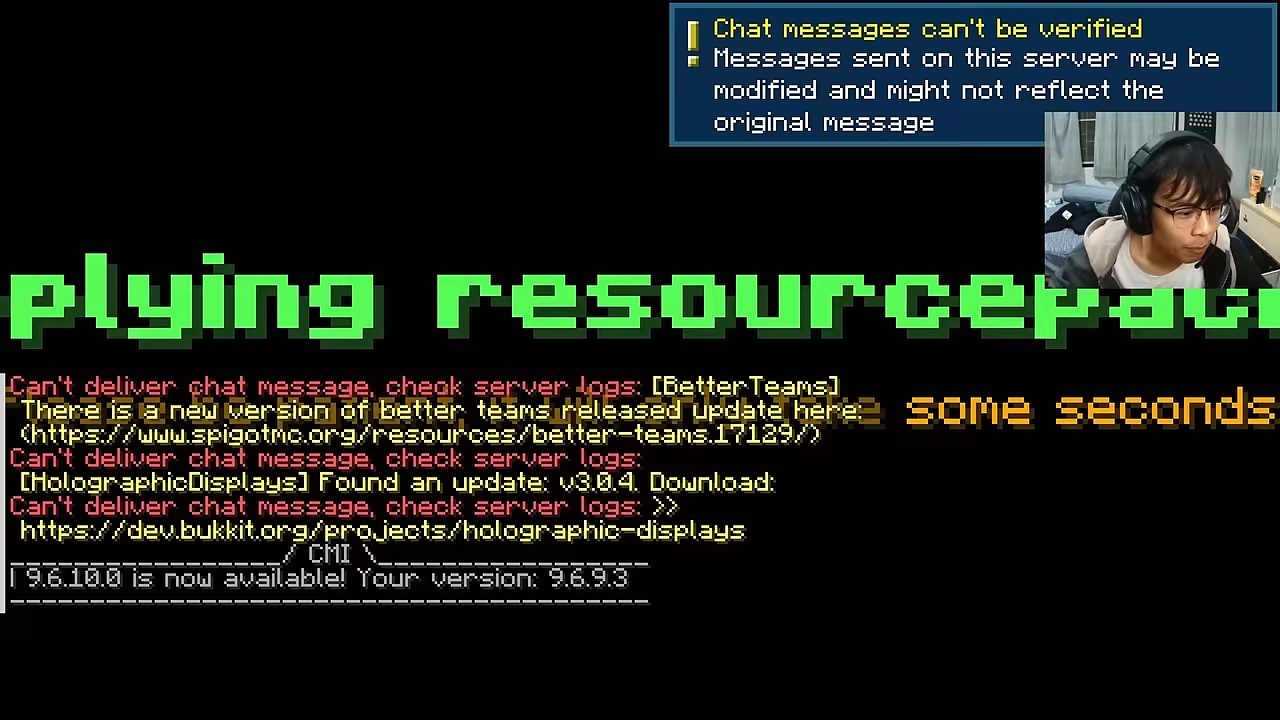 Chat messages can't be verified
Messages sent on this server may be
modified and might not reflect the
original message
plying resourcepac
Can't deliver chat message, check server logs: [BetterTeams]
There is a new version of better teams released update here:
some seconds
(https://www.spigotmc.org/resources/better-teams.17129/)
Can't deliver chat message, check server logs:
[HolographicDisplays] Found an update: v3.0.4. Download:
Can't deliver chat message, check server logs: >>
https://dev.bukkit.org/projects/holographic-displays
_________________/ CMI \_________________
| 9.6.10.0 is now available! Your version: 9.6.9.3